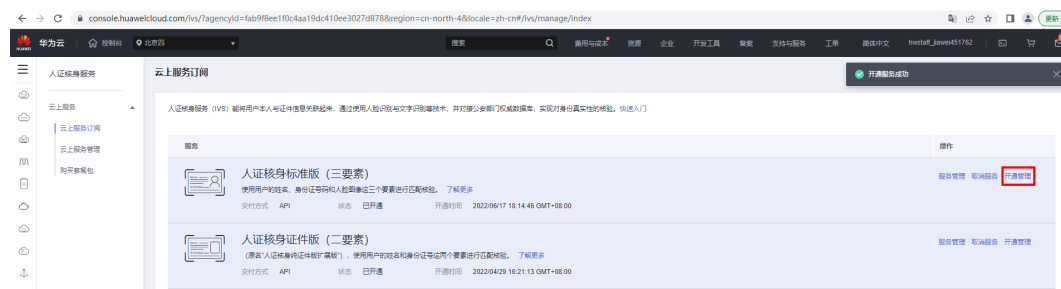 console.huaweicloud.com/ivs/?agencyId=fab9f8ee1f0c4aa19dc410ee3027d878&region=cn-north-4&locale=zh-cn#/ivs/manage/index
更新
HUAWEI 华为云 控制台 北京四 搜索 费用与成本 资源 企业 开发工具 备案 支持与服务 工单 简体中文 hwstaff_jiawei451762
人证核身服务 云上服务订阅 开通服务成功
云上服务
人证核身服务（IVS）能将用户本人与证件信息关联起来，通过使用人脸识别与文字识别等技术，并对接公安部门权威数据库，实现对身份真实性的核验。快速入门
云上服务订阅
云上服务管理
服务 操作
购买套餐包
人证核身标准版（三要素） 服务管理 取消服务 开通管理
使用用户的姓名、身份证号码和人脸图像这三个要素进行匹配核验。 了解更多
交付方式 API 状态 已开通 开通时间 2022/06/17 18:14:46 GMT+08:00
人证核身证件版（二要素） 服务管理 取消服务 开通管理
（原名“人证核身纯证件版扩展版”），使用用户的姓名和身份证号这两个要素进行匹配核验。 了解更多
交付方式 API 状态 已开通 开通时间 2022/04/29 16:21:13 GMT+08:00